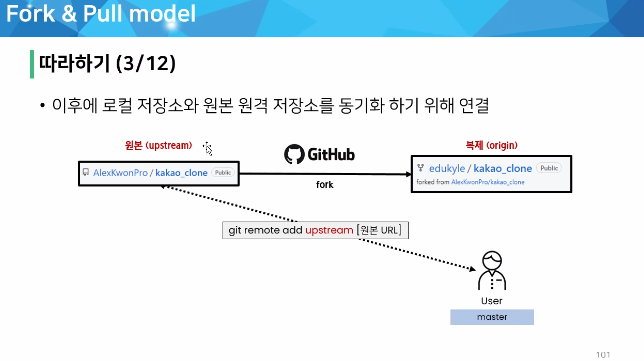 Fork & Pull model
따라하기 (3/12)
• 이후에 로컬 저장소와 원본 원격 저장소를 동기화 하기 위해 연결
원본 (upstream)
GitHub
복제 (origin)
AlexKwonPro / kakao_clone Public
fork
edukyle / kakao_clone Public
forked from AlexKwonPro/kakao_clone
git remote add upstream [원본 URL]
User
master
101